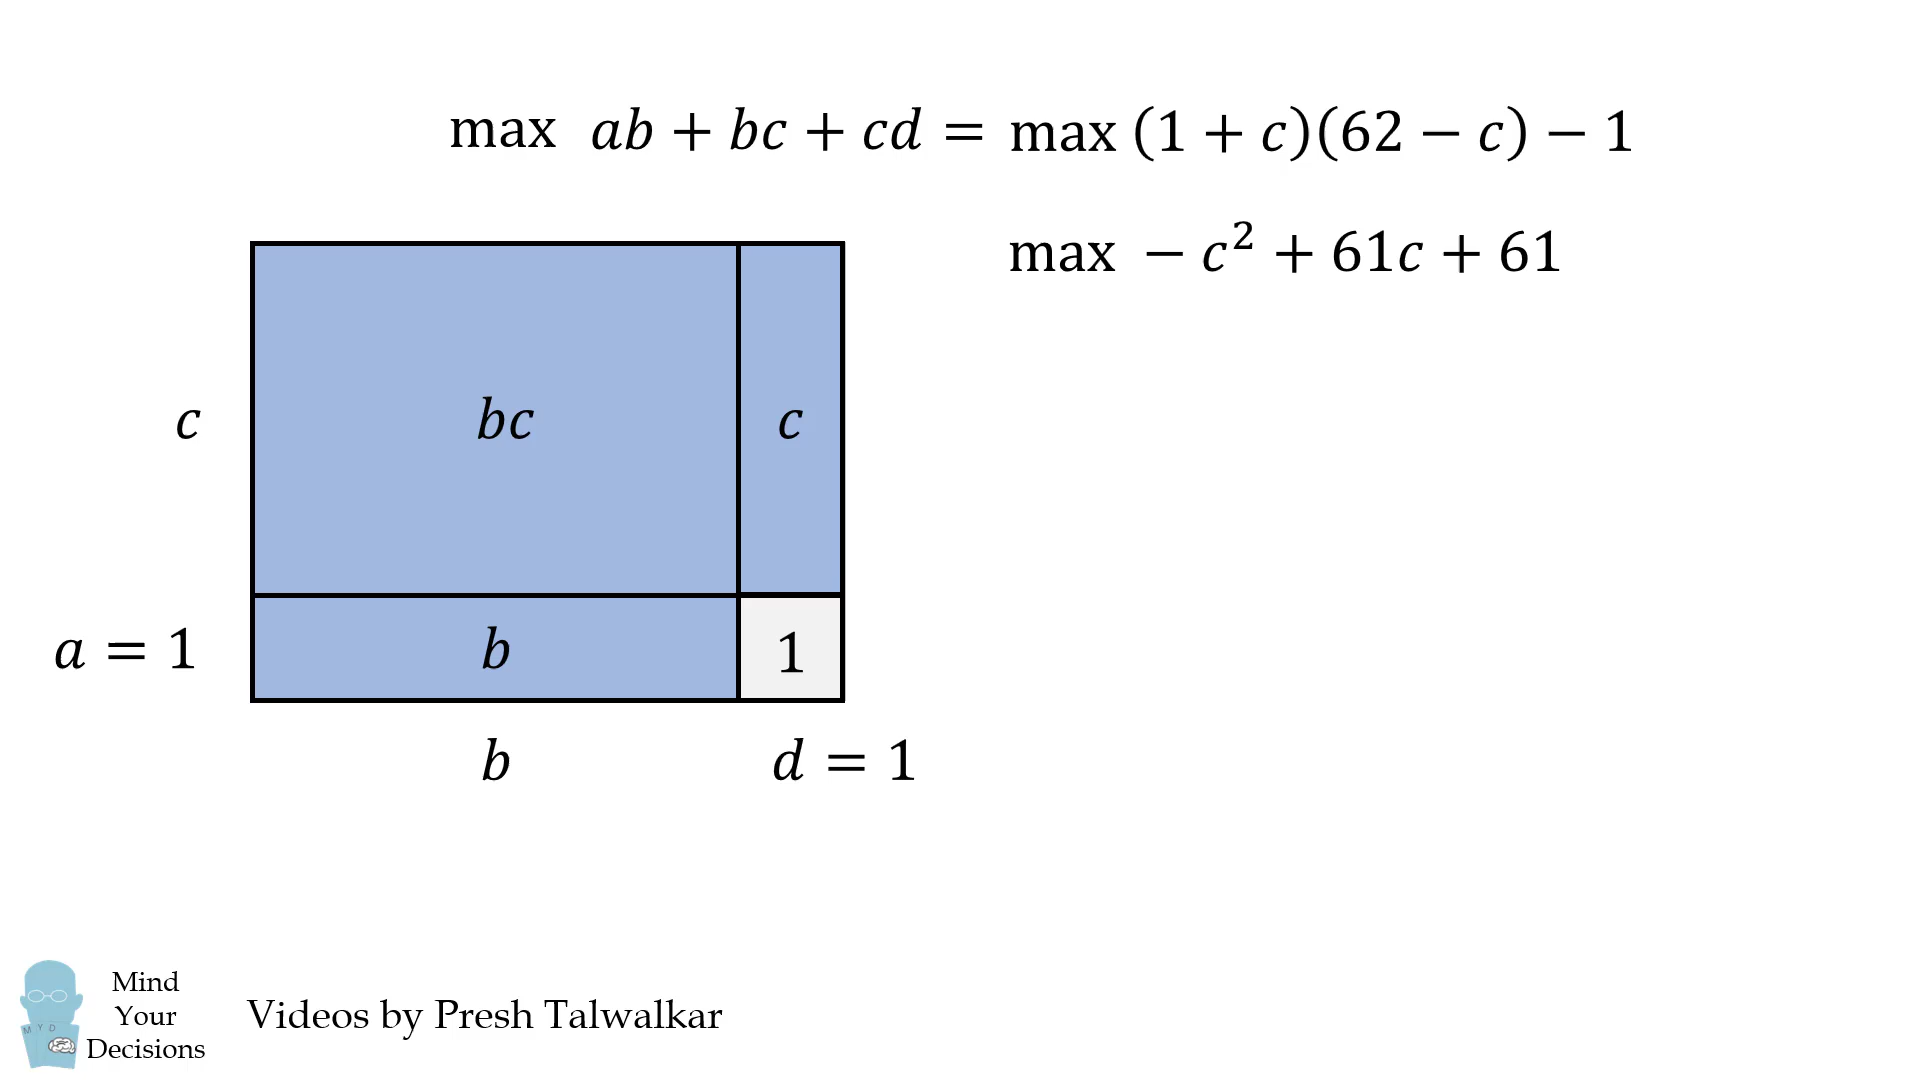 max ab + bc + cd = max (1 + c)(62 − c) − 1
max − c² + 61c + 61
c
bc
c
a = 1
b
1
b
d = 1
M Y D
Mind
Your
Decisions
Videos by Presh Talwalkar